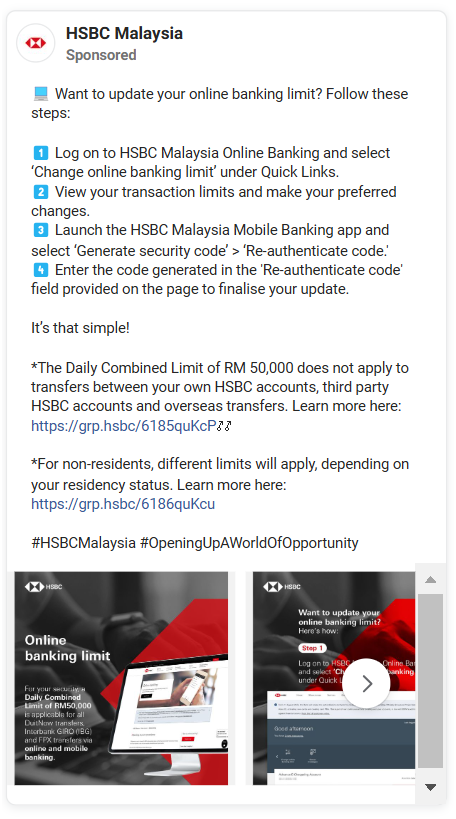 HSBC Malaysia
Sponsored
💻 Want to update your online banking limit? Follow these
steps:
1️⃣ Log on to HSBC Malaysia Online Banking and select
‘Change online banking limit’ under Quick Links.
2️⃣ View your transaction limits and make your preferred
changes.
3️⃣ Launch the HSBC Malaysia Mobile Banking app and
select ‘Generate security code’ > ‘Re-authenticate code.'
4️⃣ Enter the code generated in the 'Re-authenticate code'
field provided on the page to finalise your update.
It’s that simple!
*The Daily Combined Limit of RM 50,000 does not apply to
transfers between your own HSBC accounts, third party
HSBC accounts and overseas transfers. Learn more here:
https://grp.hsbc/6185quKcP
*For non-residents, different limits will apply, depending on
your residency status. Learn more here:
https://grp.hsbc/6186quKcu
#HSBCMalaysia #OpeningUpAWorldOfOpportunity
HSBC
Online
banking limit
For your security, a
Daily Combined
Limit of RM50,000
is applicable for all
DuitNow transfers,
Interbank GIRO (IBG)
and FPX transfers via
online and mobile
banking.
HSBC
Want to update your
online banking limit?
Here's how:
Step 1
Log on to HSBC Online Ban
and select ‘Ch banking
under Quick L
Good afternoon